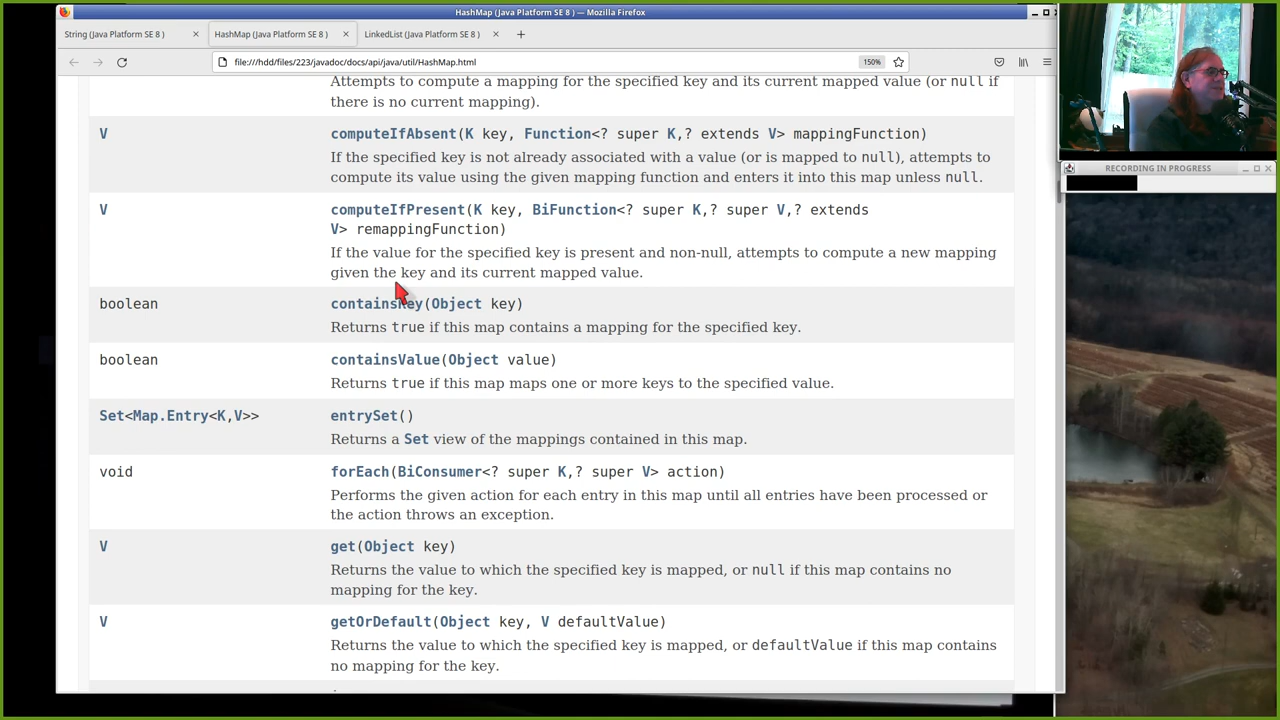 HashMap (Java Platform SE 8 ) — Mozilla Firefox
String (Java Platform SE 8 )
HashMap (Java Platform SE 8 )
LinkedList (Java Platform SE 8 )
file:///hdd/files/223/javadoc/docs/api/java/util/HashMap.html
150%
RECORDING IN PROGRESS
Attempts to compute a mapping for the specified key and its current mapped value (or null if
there is no current mapping).
V
computeIfAbsent(K key, Function<? super K,? extends V> mappingFunction)
If the specified key is not already associated with a value (or is mapped to null), attempts to
compute its value using the given mapping function and enters it into this map unless null.
V
computeIfPresent(K key, BiFunction<? super K,? super V,? extends
V> remappingFunction)
If the value for the specified key is present and non-null, attempts to compute a new mapping
given the key and its current mapped value.
boolean
containsKey(Object key)
Returns true if this map contains a mapping for the specified key.
boolean
containsValue(Object value)
Returns true if this map maps one or more keys to the specified value.
Set<Map.Entry<K,V>>
entrySet()
Returns a Set view of the mappings contained in this map.
void
forEach(BiConsumer<? super K,? super V> action)
Performs the given action for each entry in this map until all entries have been processed or
the action throws an exception.
V
get(Object key)
Returns the value to which the specified key is mapped, or null if this map contains no
mapping for the key.
V
getOrDefault(Object key, V defaultValue)
Returns the value to which the specified key is mapped, or defaultValue if this map contains
no mapping for the key.